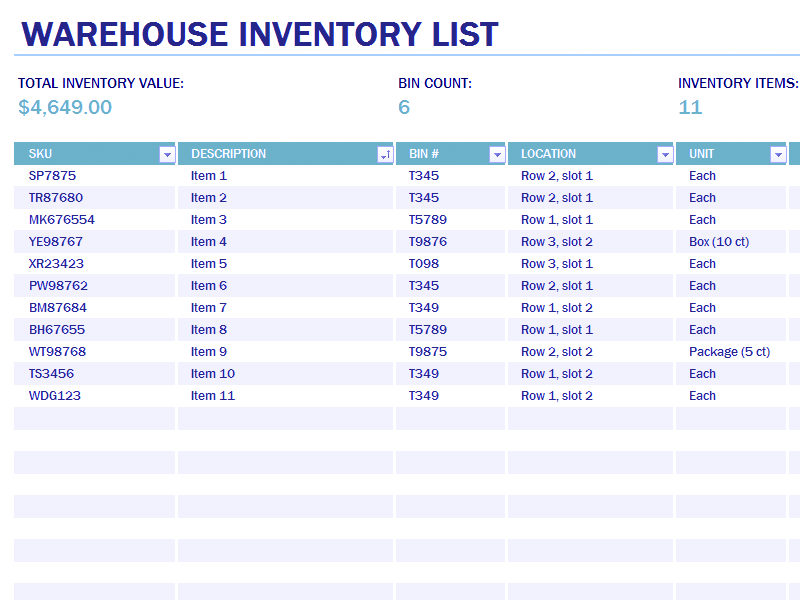 WAREHOUSE INVENTORY LIST
TOTAL INVENTORY VALUE: BIN COUNT: INVENTORY ITEMS:
$4,649.00 6 11
SKU DESCRIPTION BIN # LOCATION UNIT
SP7875 Item 1 T345 Row 2, slot 1 Each
TR87680 Item 2 T345 Row 2, slot 1 Each
MK676554 Item 3 T5789 Row 1, slot 1 Each
YE98767 Item 4 T9876 Row 3, slot 2 Box (10 ct)
XR23423 Item 5 T098 Row 3, slot 1 Each
PW98762 Item 6 T345 Row 2, slot 1 Each
BM87684 Item 7 T349 Row 1, slot 2 Each
BH67655 Item 8 T5789 Row 1, slot 1 Each
WT98768 Item 9 T9875 Row 2, slot 2 Package (5 ct)
TS3456 Item 10 T349 Row 1, slot 2 Each
WDG123 Item 11 T349 Row 1, slot 2 Each